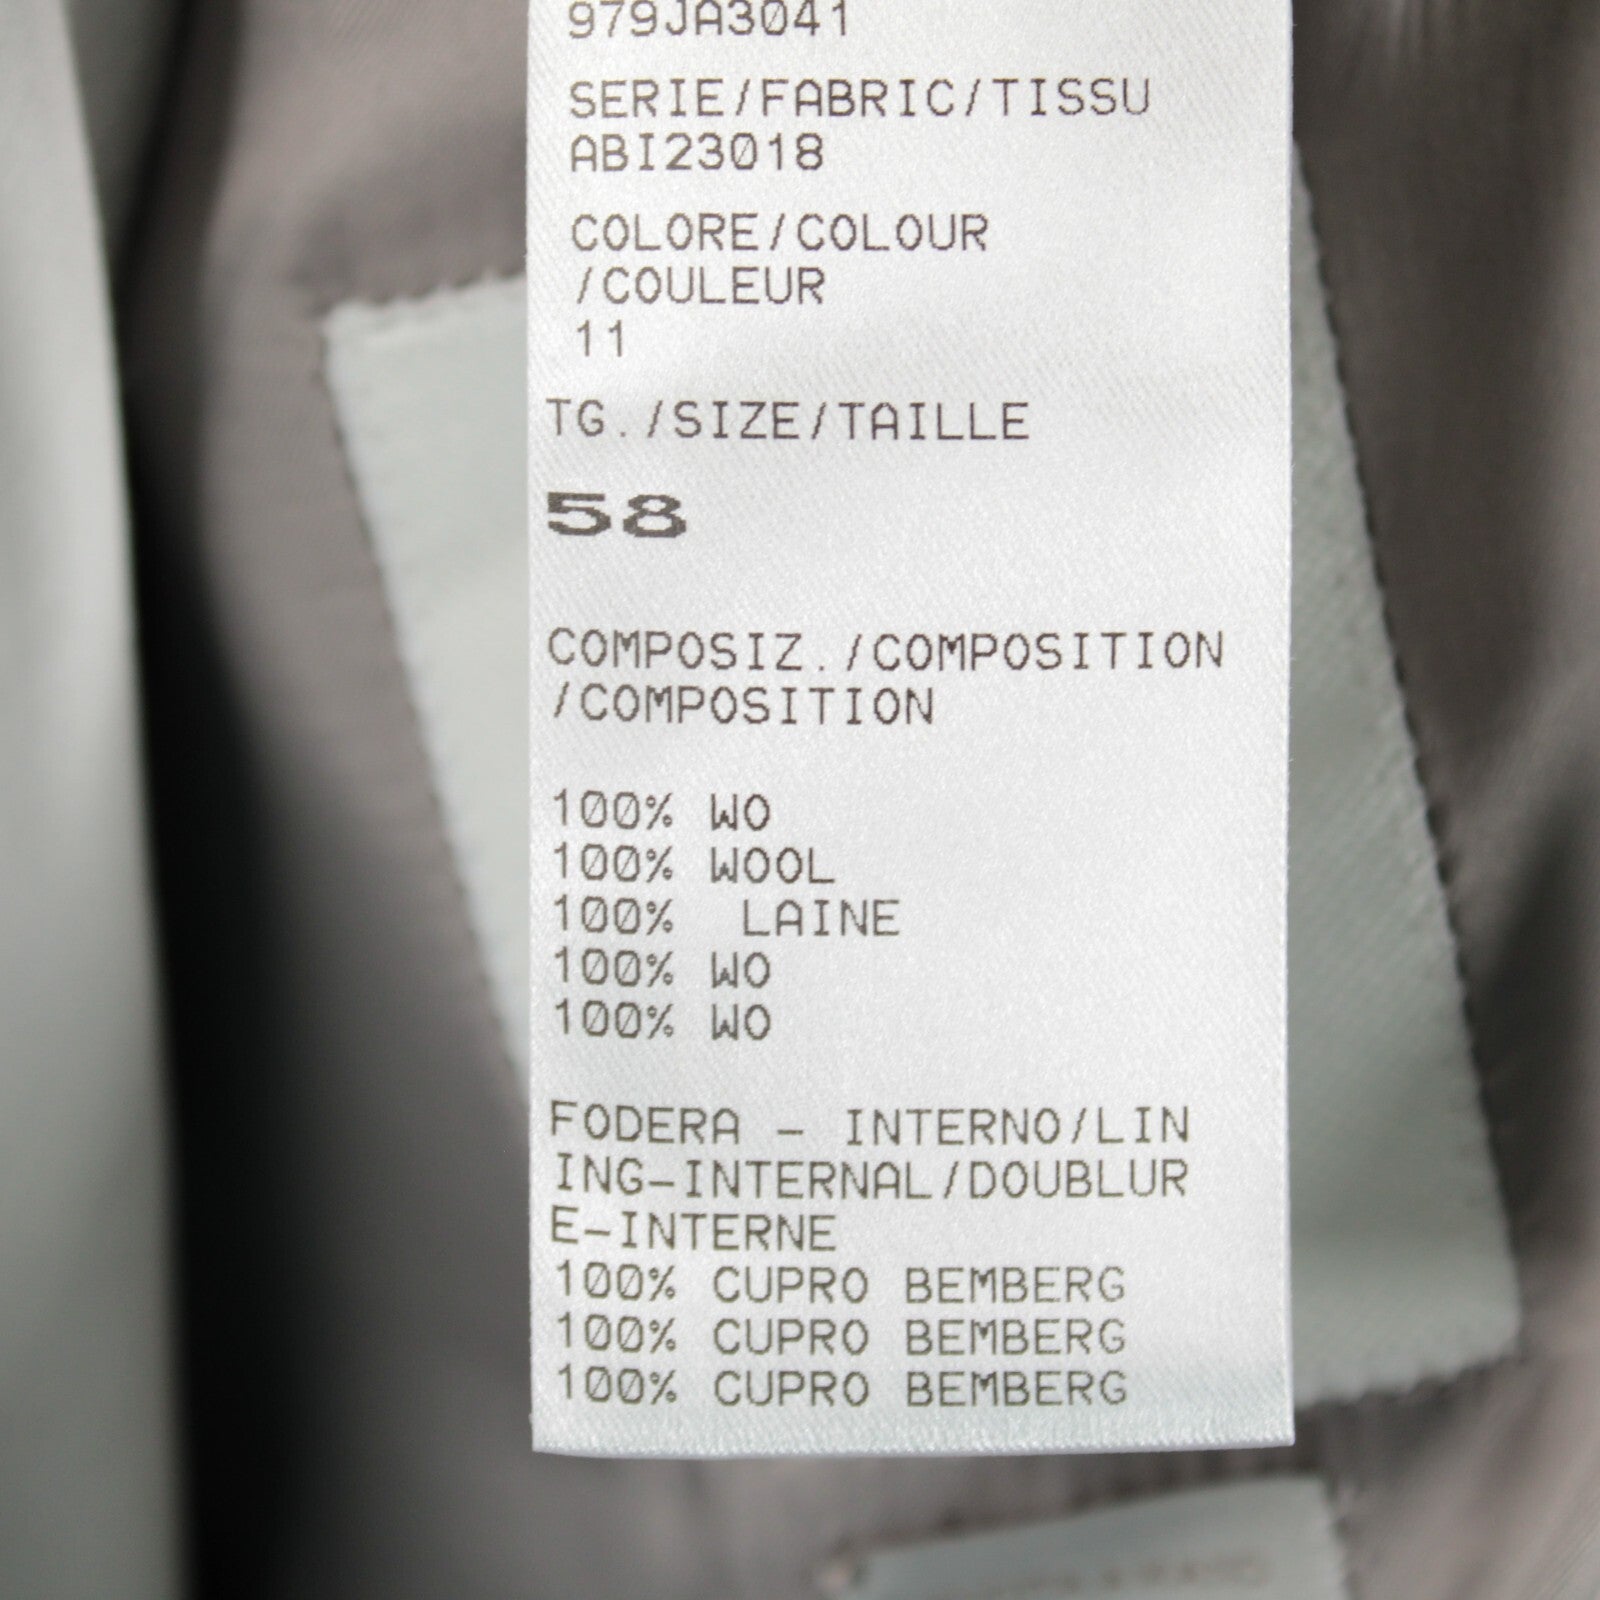 979JA3041
SERIE/FABRIC/TISSU
ABI23018
COLORE/COLOUR
/COULEUR
11
TG./SIZE/TAILLE
58
COMPOSIZ./COMPOSITION
/COMPOSITION
100% WO
100% WOOL
100% LAINE
100% WO
100% WO
FODERA - INTERNO/LIN
ING-INTERNAL/DOUBLUR
E-INTERNE
100% CUPRO BEMBERG
100% CUPRO BEMBERG
100% CUPRO BEMBERG